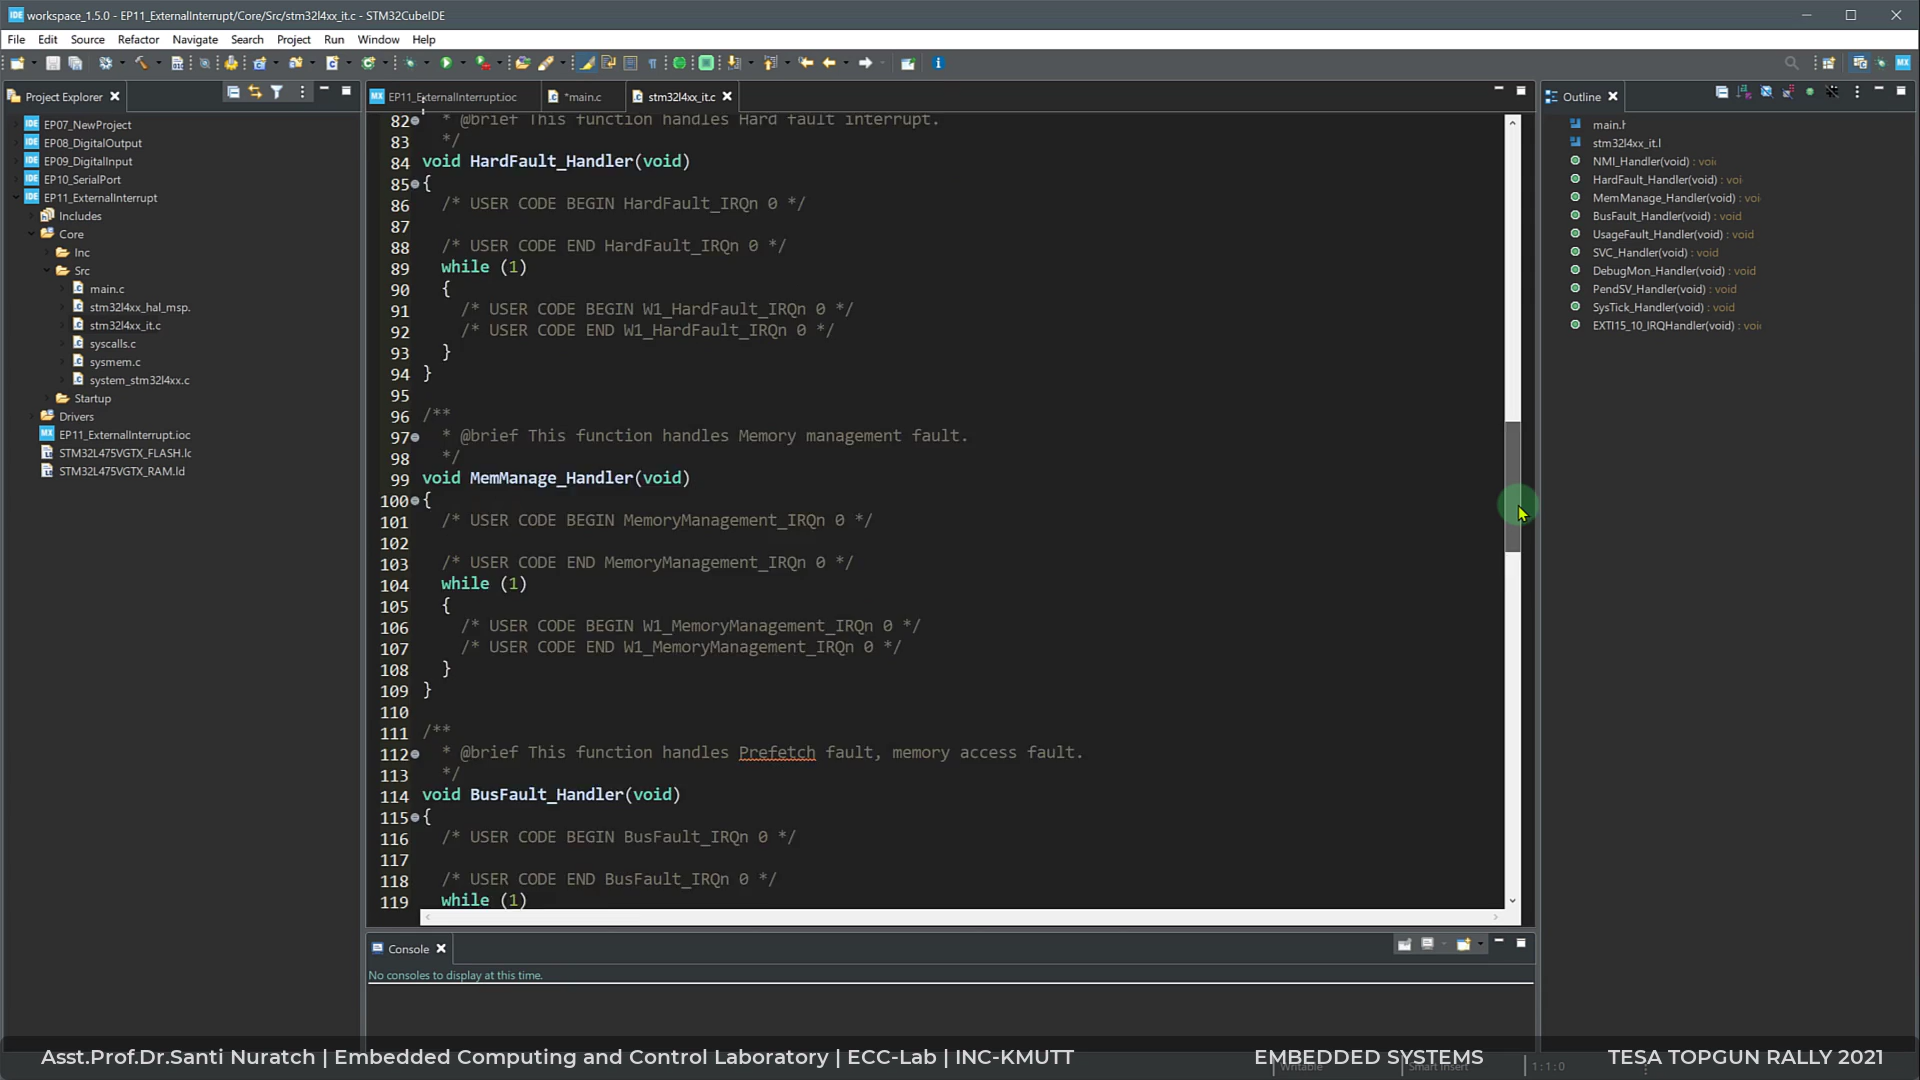 workspace_1.5.0 - EP11_ExternalInterrupt/Core/Src/stm32l4xx_it.c - STM32CubeIDE
File Edit Source Refactor Navigate Search Project Run Window Help
Project Explorer
EP07_NewProject
EP08_DigitalOutput
EP09_DigitalInput
EP10_SerialPort
EP11_ExternalInterrupt
Includes
Core
Inc
Src
main.c
stm32l4xx_hal_msp.
stm32l4xx_it.c
syscalls.c
sysmem.c
system_stm32l4xx.c
Startup
Drivers
EP11_ExternalInterrupt.ioc
STM32L475VGTX_FLASH.lc
STM32L475VGTX_RAM.ld
EP11_ExternalInterrupt.ioc *main.c stm32l4xx_it.c
82 * @brief This function handles Hard fault interrupt.
83 */
84 void HardFault_Handler(void)
85 {
86 /* USER CODE BEGIN HardFault_IRQn 0 */
87
88 /* USER CODE END HardFault_IRQn 0 */
89 while (1)
90 {
91 /* USER CODE BEGIN W1_HardFault_IRQn 0 */
92 /* USER CODE END W1_HardFault_IRQn 0 */
93 }
94 }
95
96 /**
97 * @brief This function handles Memory management fault.
98 */
99 void MemManage_Handler(void)
100 {
101 /* USER CODE BEGIN MemoryManagement_IRQn 0 */
102
103 /* USER CODE END MemoryManagement_IRQn 0 */
104 while (1)
105 {
106 /* USER CODE BEGIN W1_MemoryManagement_IRQn 0 */
107 /* USER CODE END W1_MemoryManagement_IRQn 0 */
108 }
109 }
110
111 /**
112 * @brief This function handles Prefetch fault, memory access fault.
113 */
114 void BusFault_Handler(void)
115 {
116 /* USER CODE BEGIN BusFault_IRQn 0 */
117
118 /* USER CODE END BusFault_IRQn 0 */
119 while (1)
Outline
main.h
stm32l4xx_it.l
NMI_Handler(void) : voi
HardFault_Handler(void) : voi
MemManage_Handler(void) : voi
BusFault_Handler(void) : void
UsageFault_Handler(void) : void
SVC_Handler(void) : void
DebugMon_Handler(void) : void
PendSV_Handler(void) : void
SysTick_Handler(void) : void
EXTI15_10_IRQHandler(void) : voi
Console
No consoles to display at this time.
Writable Smart Insert 1:1:0
Asst.Prof.Dr.Santi Nuratch | Embedded Computing and Control Laboratory | ECC-Lab | INC-KMUTT EMBEDDED SYSTEMS TESA TOPGUN RALLY 2021